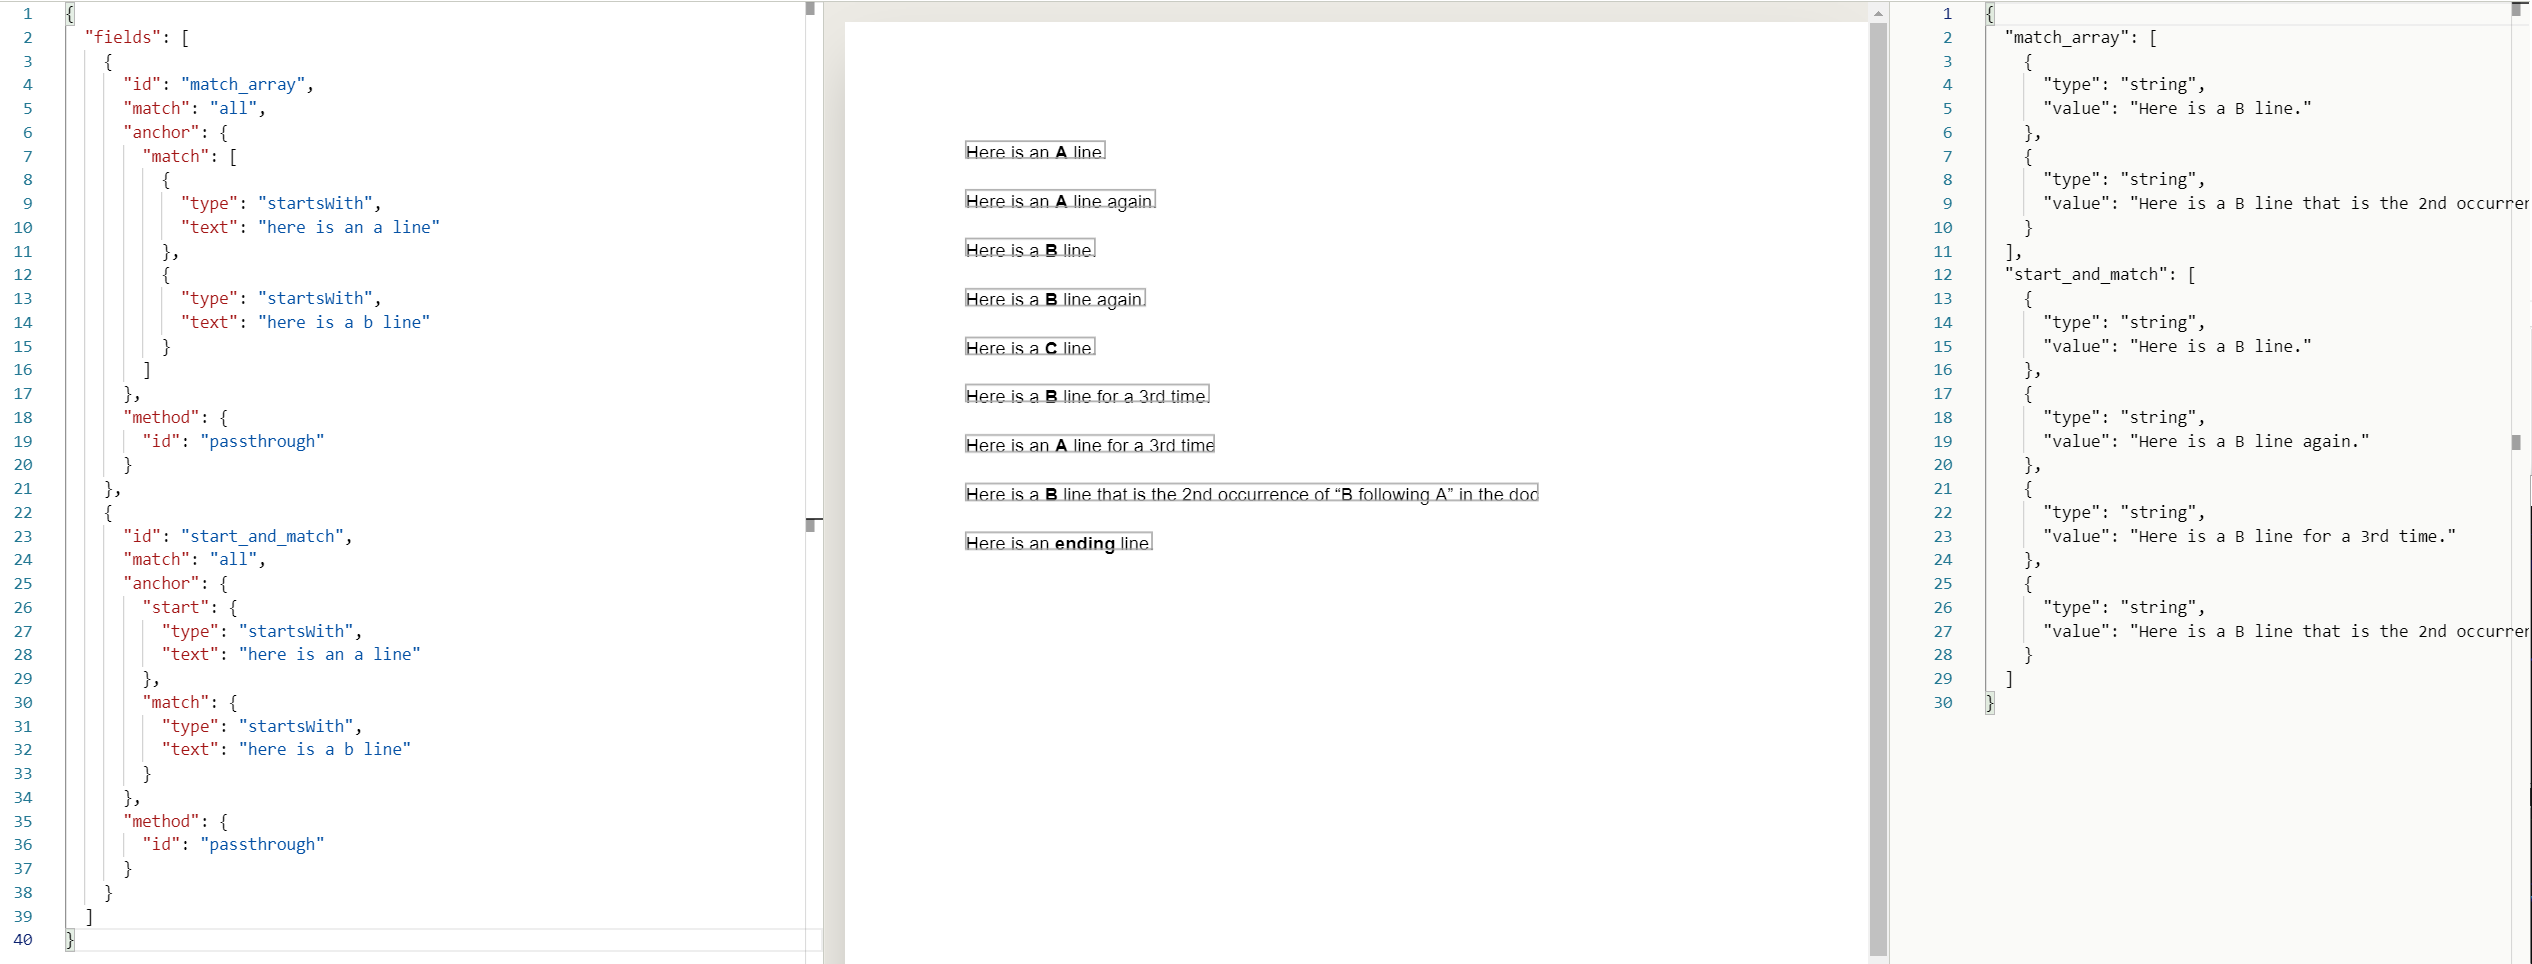 1 {
2 "fields": [
3 {
4 "id": "match_array",
5 "match": "all",
6 "anchor": {
7 "match": [
8 {
9 "type": "startsWith",
10 "text": "here is an a line"
11 },
12 {
13 "type": "startsWith",
14 "text": "here is a b line"
15 }
16 ]
17 },
18 "method": {
19 "id": "passthrough"
20 }
21 },
22 {
23 "id": "start_and_match",
24 "match": "all",
25 "anchor": {
26 "start": {
27 "type": "startsWith",
28 "text": "here is an a line"
29 },
30 "match": {
31 "type": "startsWith",
32 "text": "here is a b line"
33 }
34 },
35 "method": {
36 "id": "passthrough"
37 }
38 }
39 ]
40 }
Here is an A line.
Here is an A line again.
Here is a B line.
Here is a B line again.
Here is a C line.
Here is a B line for a 3rd time.
Here is an A line for a 3rd time
Here is a B line that is the 2nd occurrence of “B following A” in the doc
Here is an ending line.
1 {
2 "match_array": [
3 {
4 "type": "string",
5 "value": "Here is a B line."
6 },
7 {
8 "type": "string",
9 "value": "Here is a B line that is the 2nd occurren
10 }
11 ],
12 "start_and_match": [
13 {
14 "type": "string",
15 "value": "Here is a B line."
16 },
17 {
18 "type": "string",
19 "value": "Here is a B line again."
20 },
21 {
22 "type": "string",
23 "value": "Here is a B line for a 3rd time."
24 },
25 {
26 "type": "string",
27 "value": "Here is a B line that is the 2nd occurren
28 }
29 ]
30 }